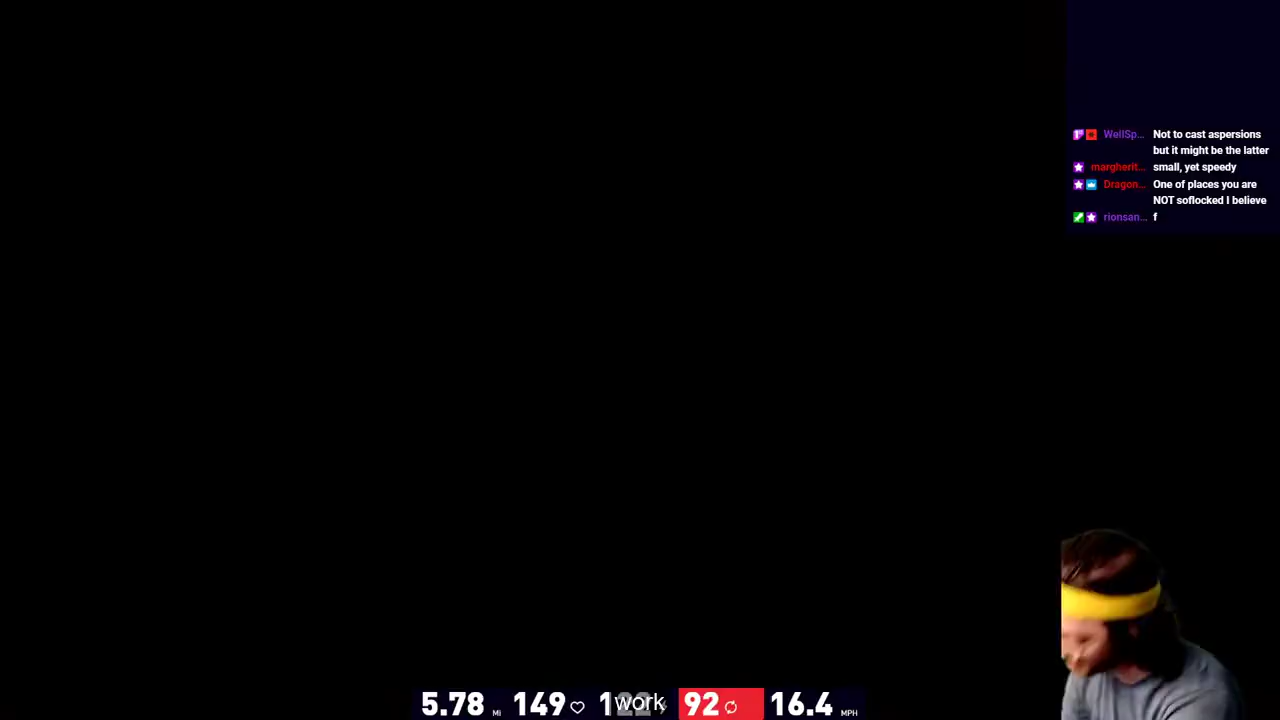 WellSp... Not to cast aspersions
but it might be the latter
margherit... small, yet speedy
Dragon... One of places you are
NOT soflocked I believe
rionsan... f
5.78 MI 149 work 92 16.4 MPH